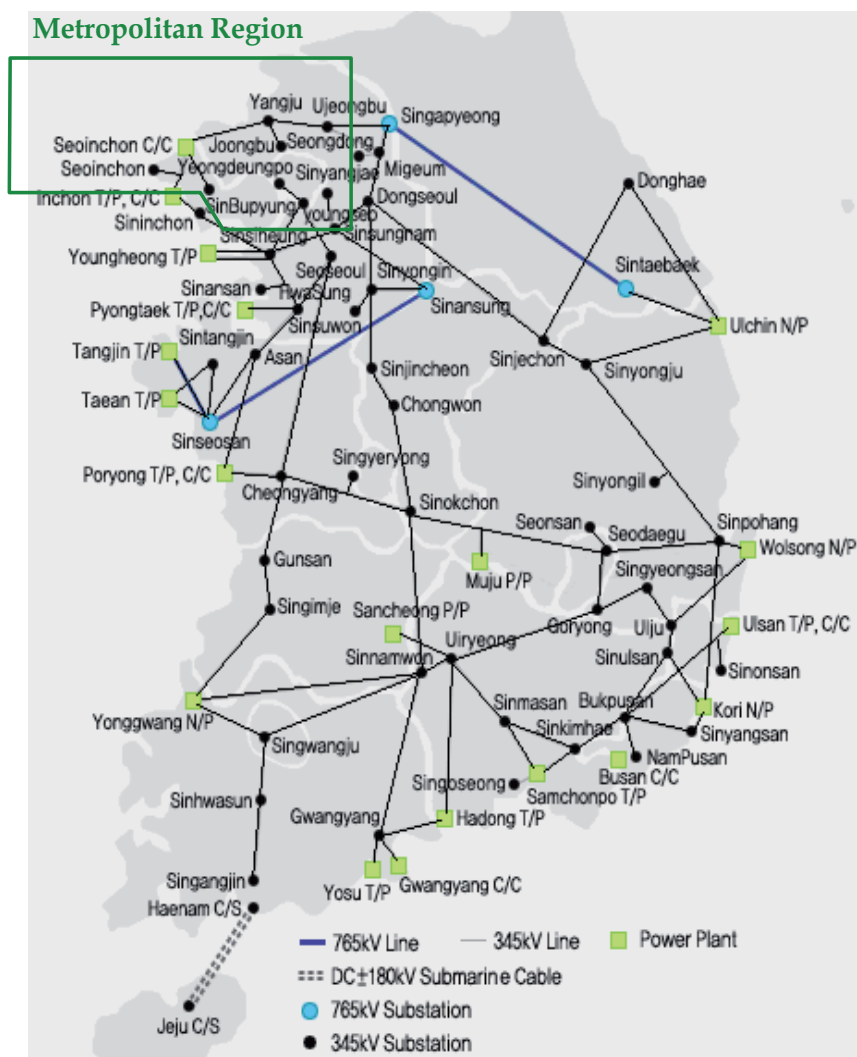 Metropolitan Region
Yangju
Ujeongbu
Singapyeong
Seoinchon C/C
Joongbu
Seongdong
Migeum
Seoinchon
Yeongdeungpo
Sinyangjae
Donghae
Inchon T/P, C/C
SinBupyung
youngseo
Dongseoul
Sininchon
Sinsiheung
Sinsungnam
Youngheong T/P
Seoseoul
Sinyongin
Sintaebaek
Sinansan
HwaSung
Sinansung
Pyongtaek T/P,C/C
Sinsuwon
Ulchin N/P
Sintangjin
Tangjin T/P
Asan
Sinjechon
Sinjincheon
Sinyongju
Taean T/P
Chongwon
Sinseosan
Singyeryong
Poryong T/P, C/C
Cheongyang
Sinyongil
Sinokchon
Seonsan
Seodaegu
Sinpohang
Wolsong N/P
Gunsan
Muju P/P
Singyeongsan
Singimje
Sancheong P/P
Goryong
Ulju
Ulsan T/P, C/C
Uiryeong
Sinnamwon
Sinulsan
Sinonsan
Yonggwang N/P
Sinmasan
Bukpusan
Kori N/P
Singwangju
Sinkimhae
Sinyangsan
NamPusan
Busan C/C
Singoseong
Samchonpo T/P
Sinhwasun
Gwangyang
Hadong T/P
Singangjin
Yosu T/P
Gwangyang C/C
Haenam C/S
765kV Line
345kV Line
Power Plant
DC±180kV Submarine Cable
765kV Substation
Jeju C/S
345kV Substation